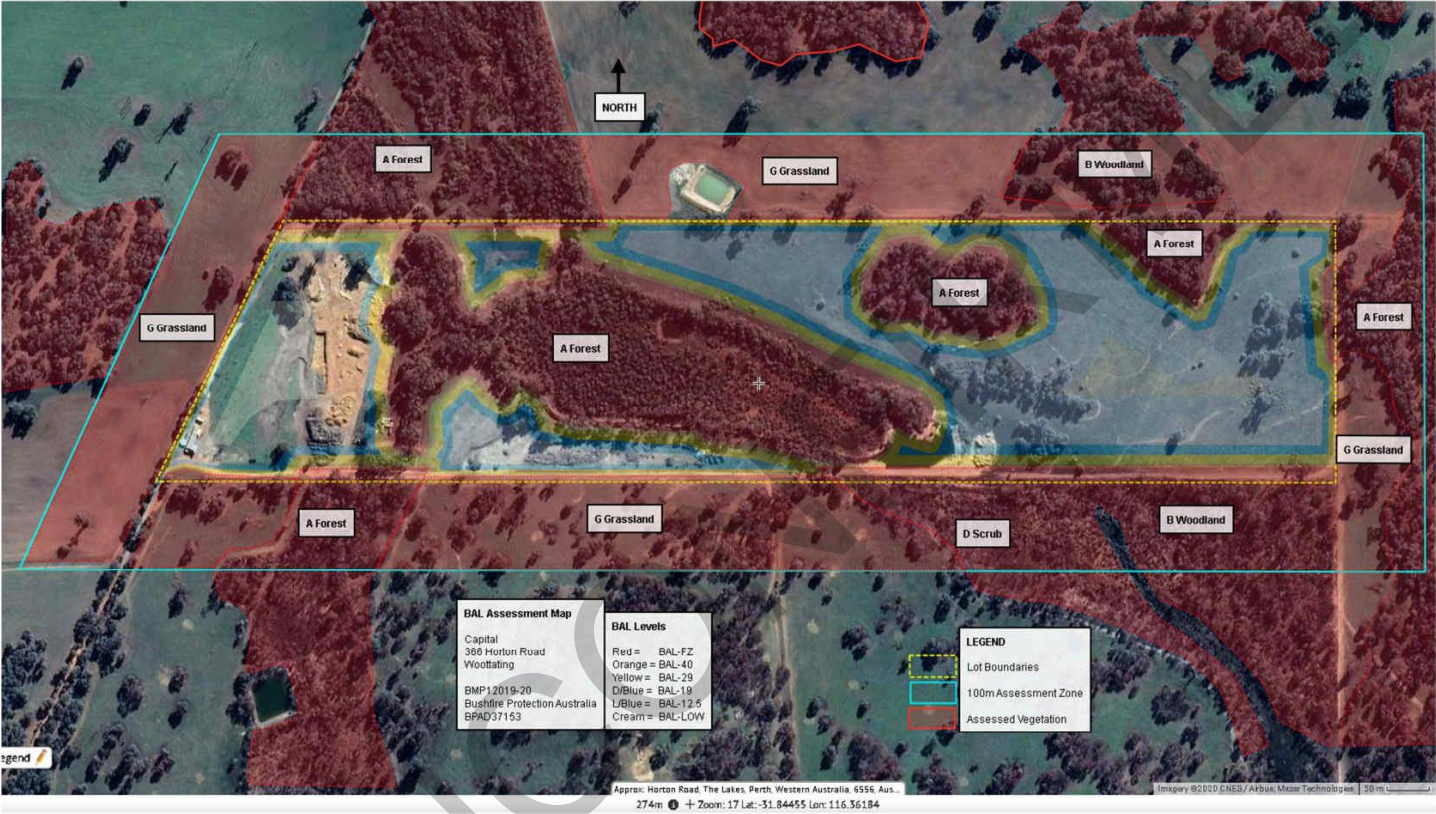 NORTH
A Forest
G Grassland
B Woodland
A Forest
A Forest
A Forest
G Grassland
A Forest
G Grassland
A Forest
G Grassland
D Scrub
B Woodland
BAL Assessment Map
Capital
366 Horton Road
Woottating
BMP12019-20
Bushfire Protection Australia
BPAD37153
BAL Levels
Red = BAL-FZ
Orange = BAL-40
Yellow = BAL-29
D/Blue = BAL-19
L/Blue = BAL-12.5
Cream = BAL-LOW
LEGEND
Lot Boundaries
100m Assessment Zone
Assessed Vegetation
egend
Approx: Horton Road, The Lakes, Perth, Western Australia, 6556, Aus...
Imagery ©2020 CNES / Airbus, Maxar Technologies
50 m
274m + Zoom: 17 Lat:-31.84455 Lon: 116.36184